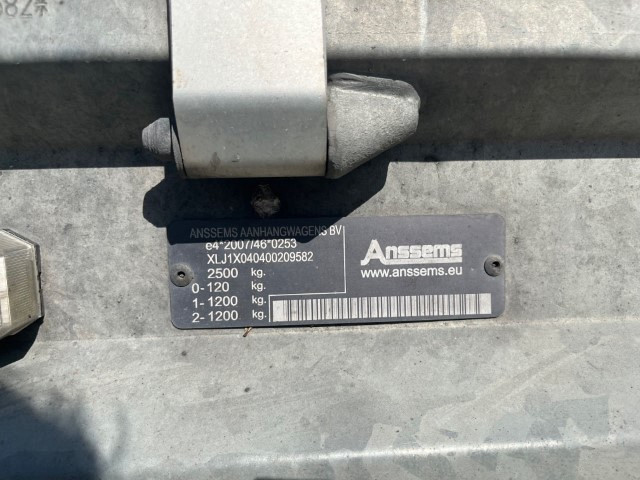 ANSSEMS AANHANGWAGENS BV
e4*2007/46*0253
XLJ1X040400209582
2500 kg.
0- 120 kg.
1- 1200 kg.
2- 1200 kg.
Anssems
www.anssems.eu